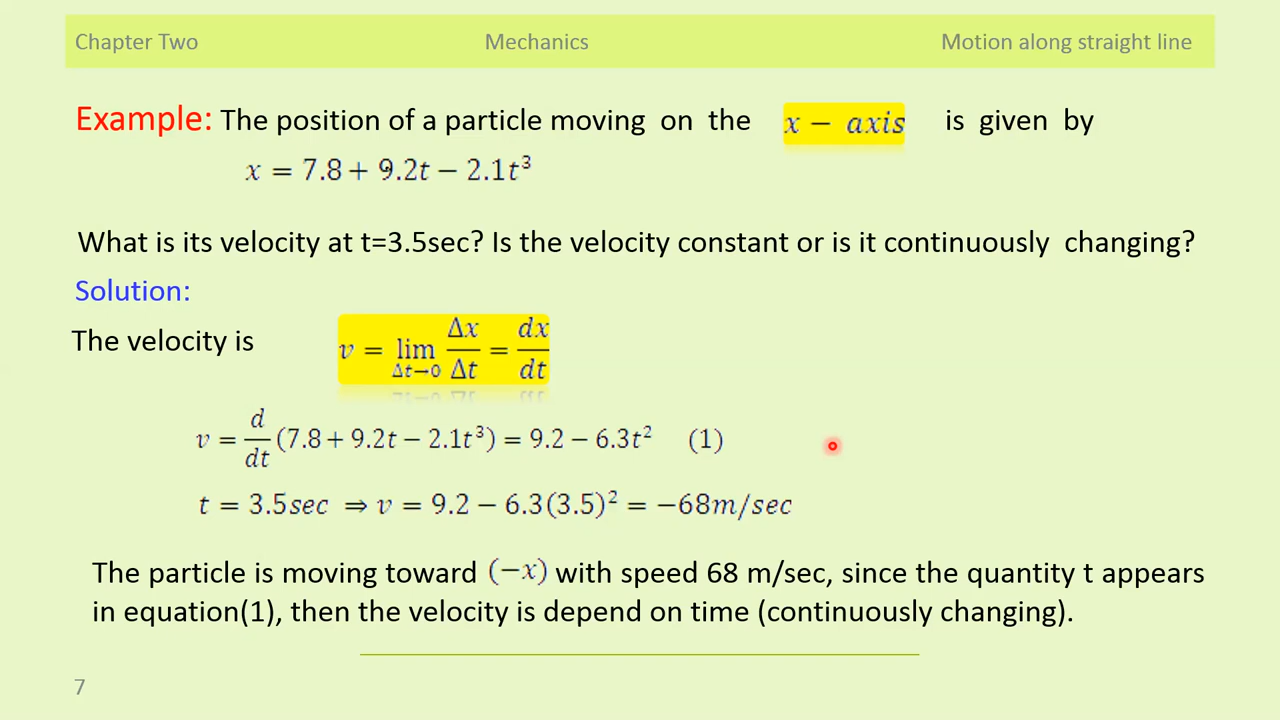 Chapter Two Mechanics Motion along straight line
Example: The position of a particle moving on the x − axis is given by
x = 7.8 + 9.2t − 2.1t³
What is its velocity at t=3.5sec? Is the velocity constant or is it continuously changing?
Solution:
The velocity is v = lim Δt→0 Δx/Δt = dx/dt
v = d/dt (7.8 + 9.2t − 2.1t³) = 9.2 − 6.3t² (1)
t = 3.5sec ⇒ v = 9.2 − 6.3(3.5)² = −68m/sec
The particle is moving toward (−x) with speed 68 m/sec, since the quantity t appears
in equation(1), then the velocity is depend on time (continuously changing).
7